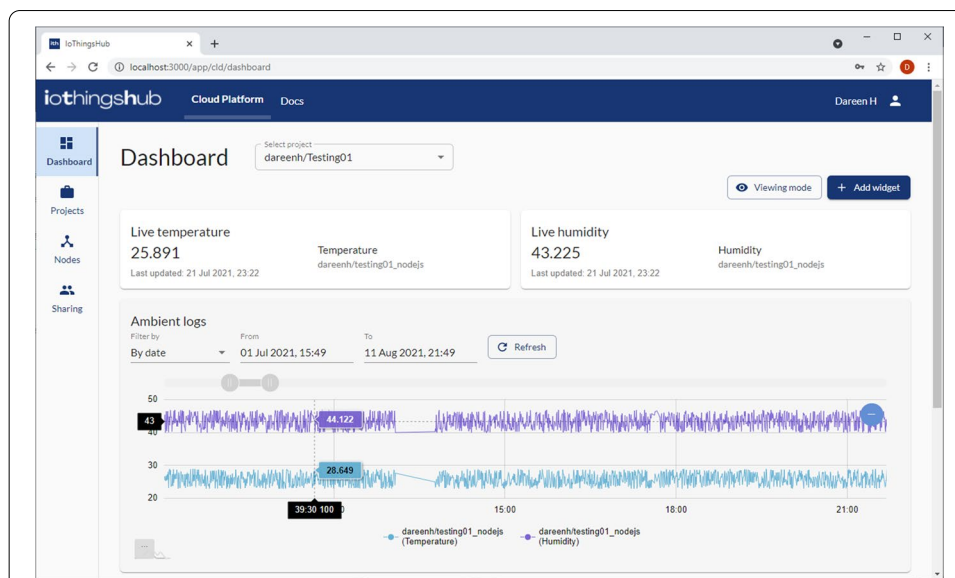 IoThingsHub
localhost:3000/app/cld/dashboard
D
iothingshub
Cloud Platform
Docs
Dareen H
Dashboard
Projects
Nodes
Sharing
Dashboard
Select project
dareenh/Testing01
Viewing mode
+ Add widget
Live temperature
25.891
Last updated: 21 Jul 2021, 23:22
Temperature
dareenh/testing01_nodejs
Live humidity
43.225
Last updated: 21 Jul 2021, 23:22
Humidity
dareenh/testing01_nodejs
Ambient logs
Filter by
By date
From
01 Jul 2021, 15:49
To
11 Aug 2021, 21:49
Refresh
50
43
44.122
40
30
28.649
20
39:30 100
15:00
18:00
21:00
dareenh/testing01_nodejs
(Temperature)
dareenh/testing01_nodejs
(Humidity)